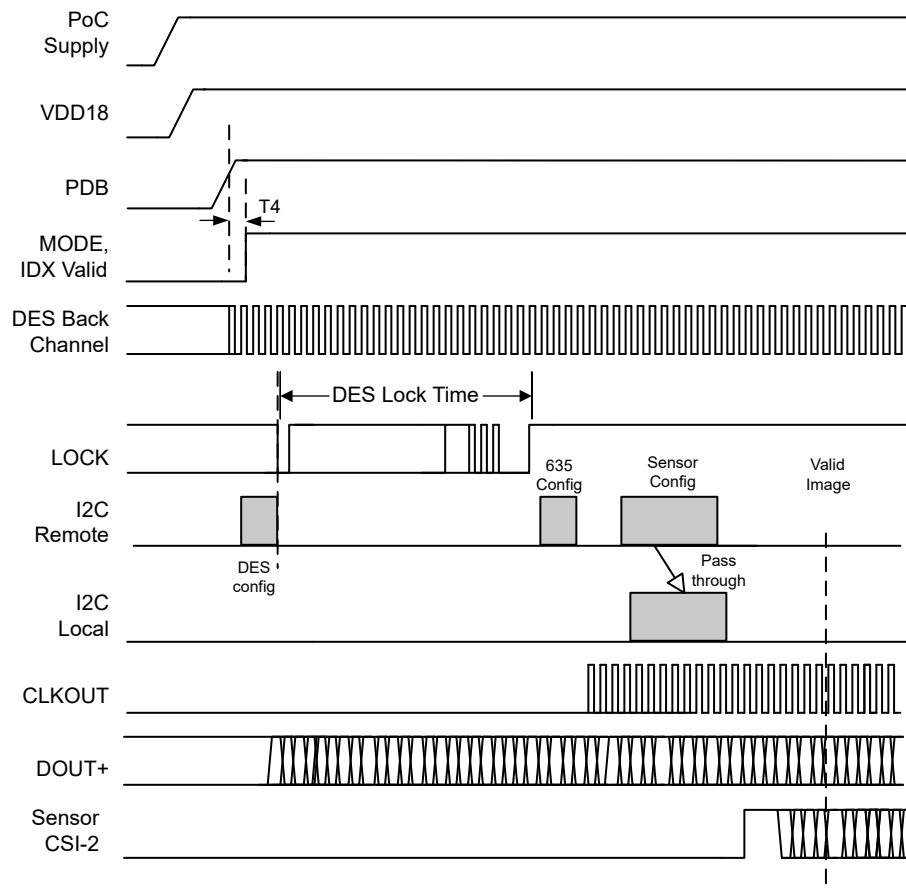 PoC
Supply
VDD18
PDB
T4
MODE,
IDX Valid
DES Back
Channel
DES Lock Time
LOCK
635
Config
Sensor
Config
Valid
Image
I2C
Remote
DES
config
Pass
through
I2C
Local
CLKOUT
DOUT+
Sensor
CSI-2